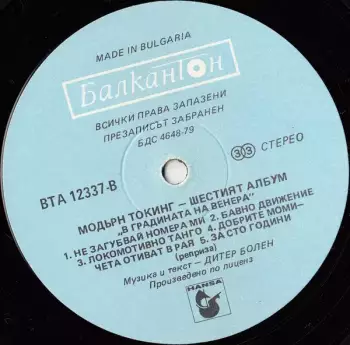 MADE IN BULGARIA
Балкантон
ВСИЧКИ ПРАВА ЗАПАЗЕНИ
ПРЕЗАПИСЪТ ЗАБРАНЕН
БДС 4648-79
ВТА 12337-В
33 СТЕРЕО
МОДЪРН ТОКИНГ – ШЕСТИЯТ АЛБУМ
„В ГРАДИНАТА НА ВЕНЕРА"
1. НЕ ЗАГУБВАЙ НОМЕРА МИ 2. БАВНО ДВИЖЕНИЕ
3. ЛОКОМОТИВНО ТАНГО 4. ДОБРИТЕ МОМИ-
ЧЕТА ОТИВАТ В РАЯ 5. ЗА СТО ГОДИНИ
(реприза)
Музика и текст – ДИТЕР БОЛЕН
Произведено по лиценз
HANSA